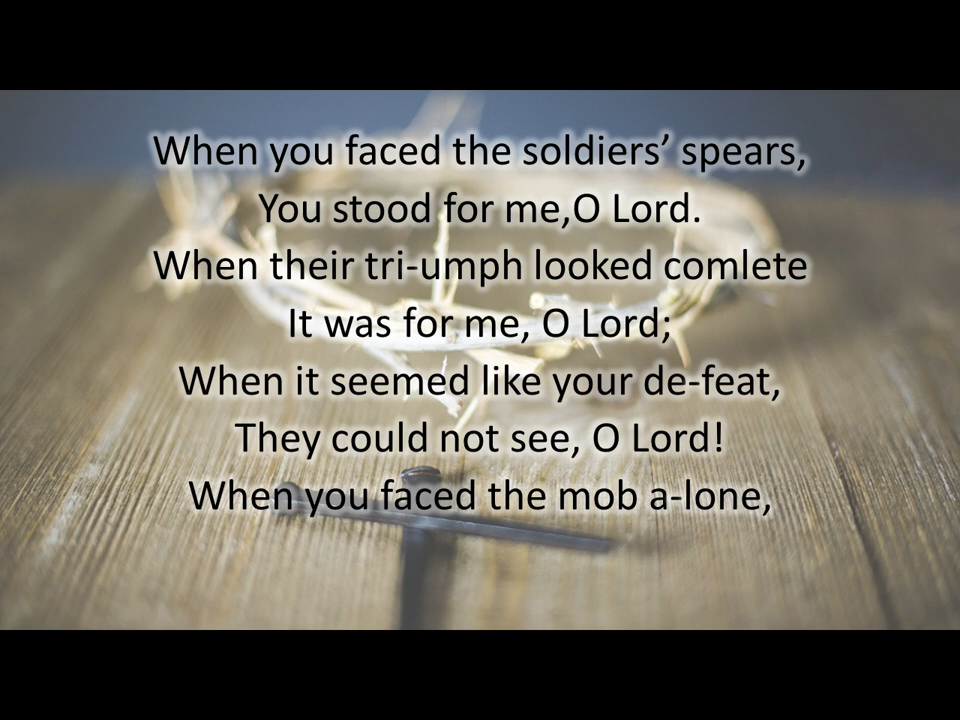 When you faced the soldiers’ spears,
You stood for me,O Lord.
When their tri-umph looked comlete
It was for me, O Lord;
When it seemed like your de-feat,
They could not see, O Lord!
When you faced the mob a-lone,